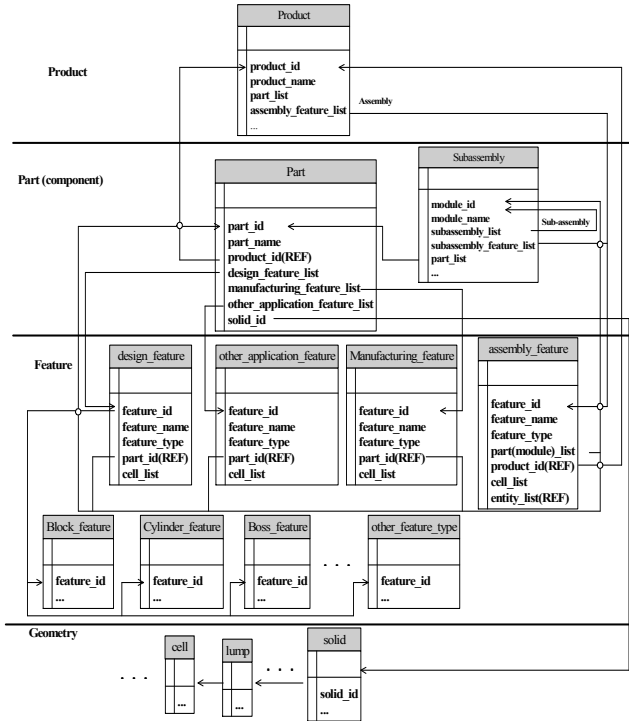 Product
Product
product_id
product_name
part_list
assembly_feature_list
...
Assembly
Part (component)
Part
part_id
part_name
product_id(REF)
design_feature_list
manufacturing_feature_list
other_application_feature_list
solid_id
Subassembly
module_id
module_name
subassembly_list
subassembly_feature_list
part_list
...
Sub-assembly
Feature
design_feature
feature_id
feature_name
feature_type
part_id(REF)
cell_list
other_application_feature
feature_id
feature_name
feature_type
part_id(REF)
cell_list
Manufacturing_feature
feature_id
feature_name
feature_type
part_id(REF)
cell_list
assembly_feature
feature_id
feature_name
feature_type
part(module)_list
product_id(REF)
cell_list
entity_list(REF)
Block_feature
feature_id
...
Cylinder_feature
feature_id
...
Boss_feature
feature_id
...
. . .
other_feature_type
feature_id
...
Geometry
. . .
cell
...
lump
...
. . .
solid
solid_id
...